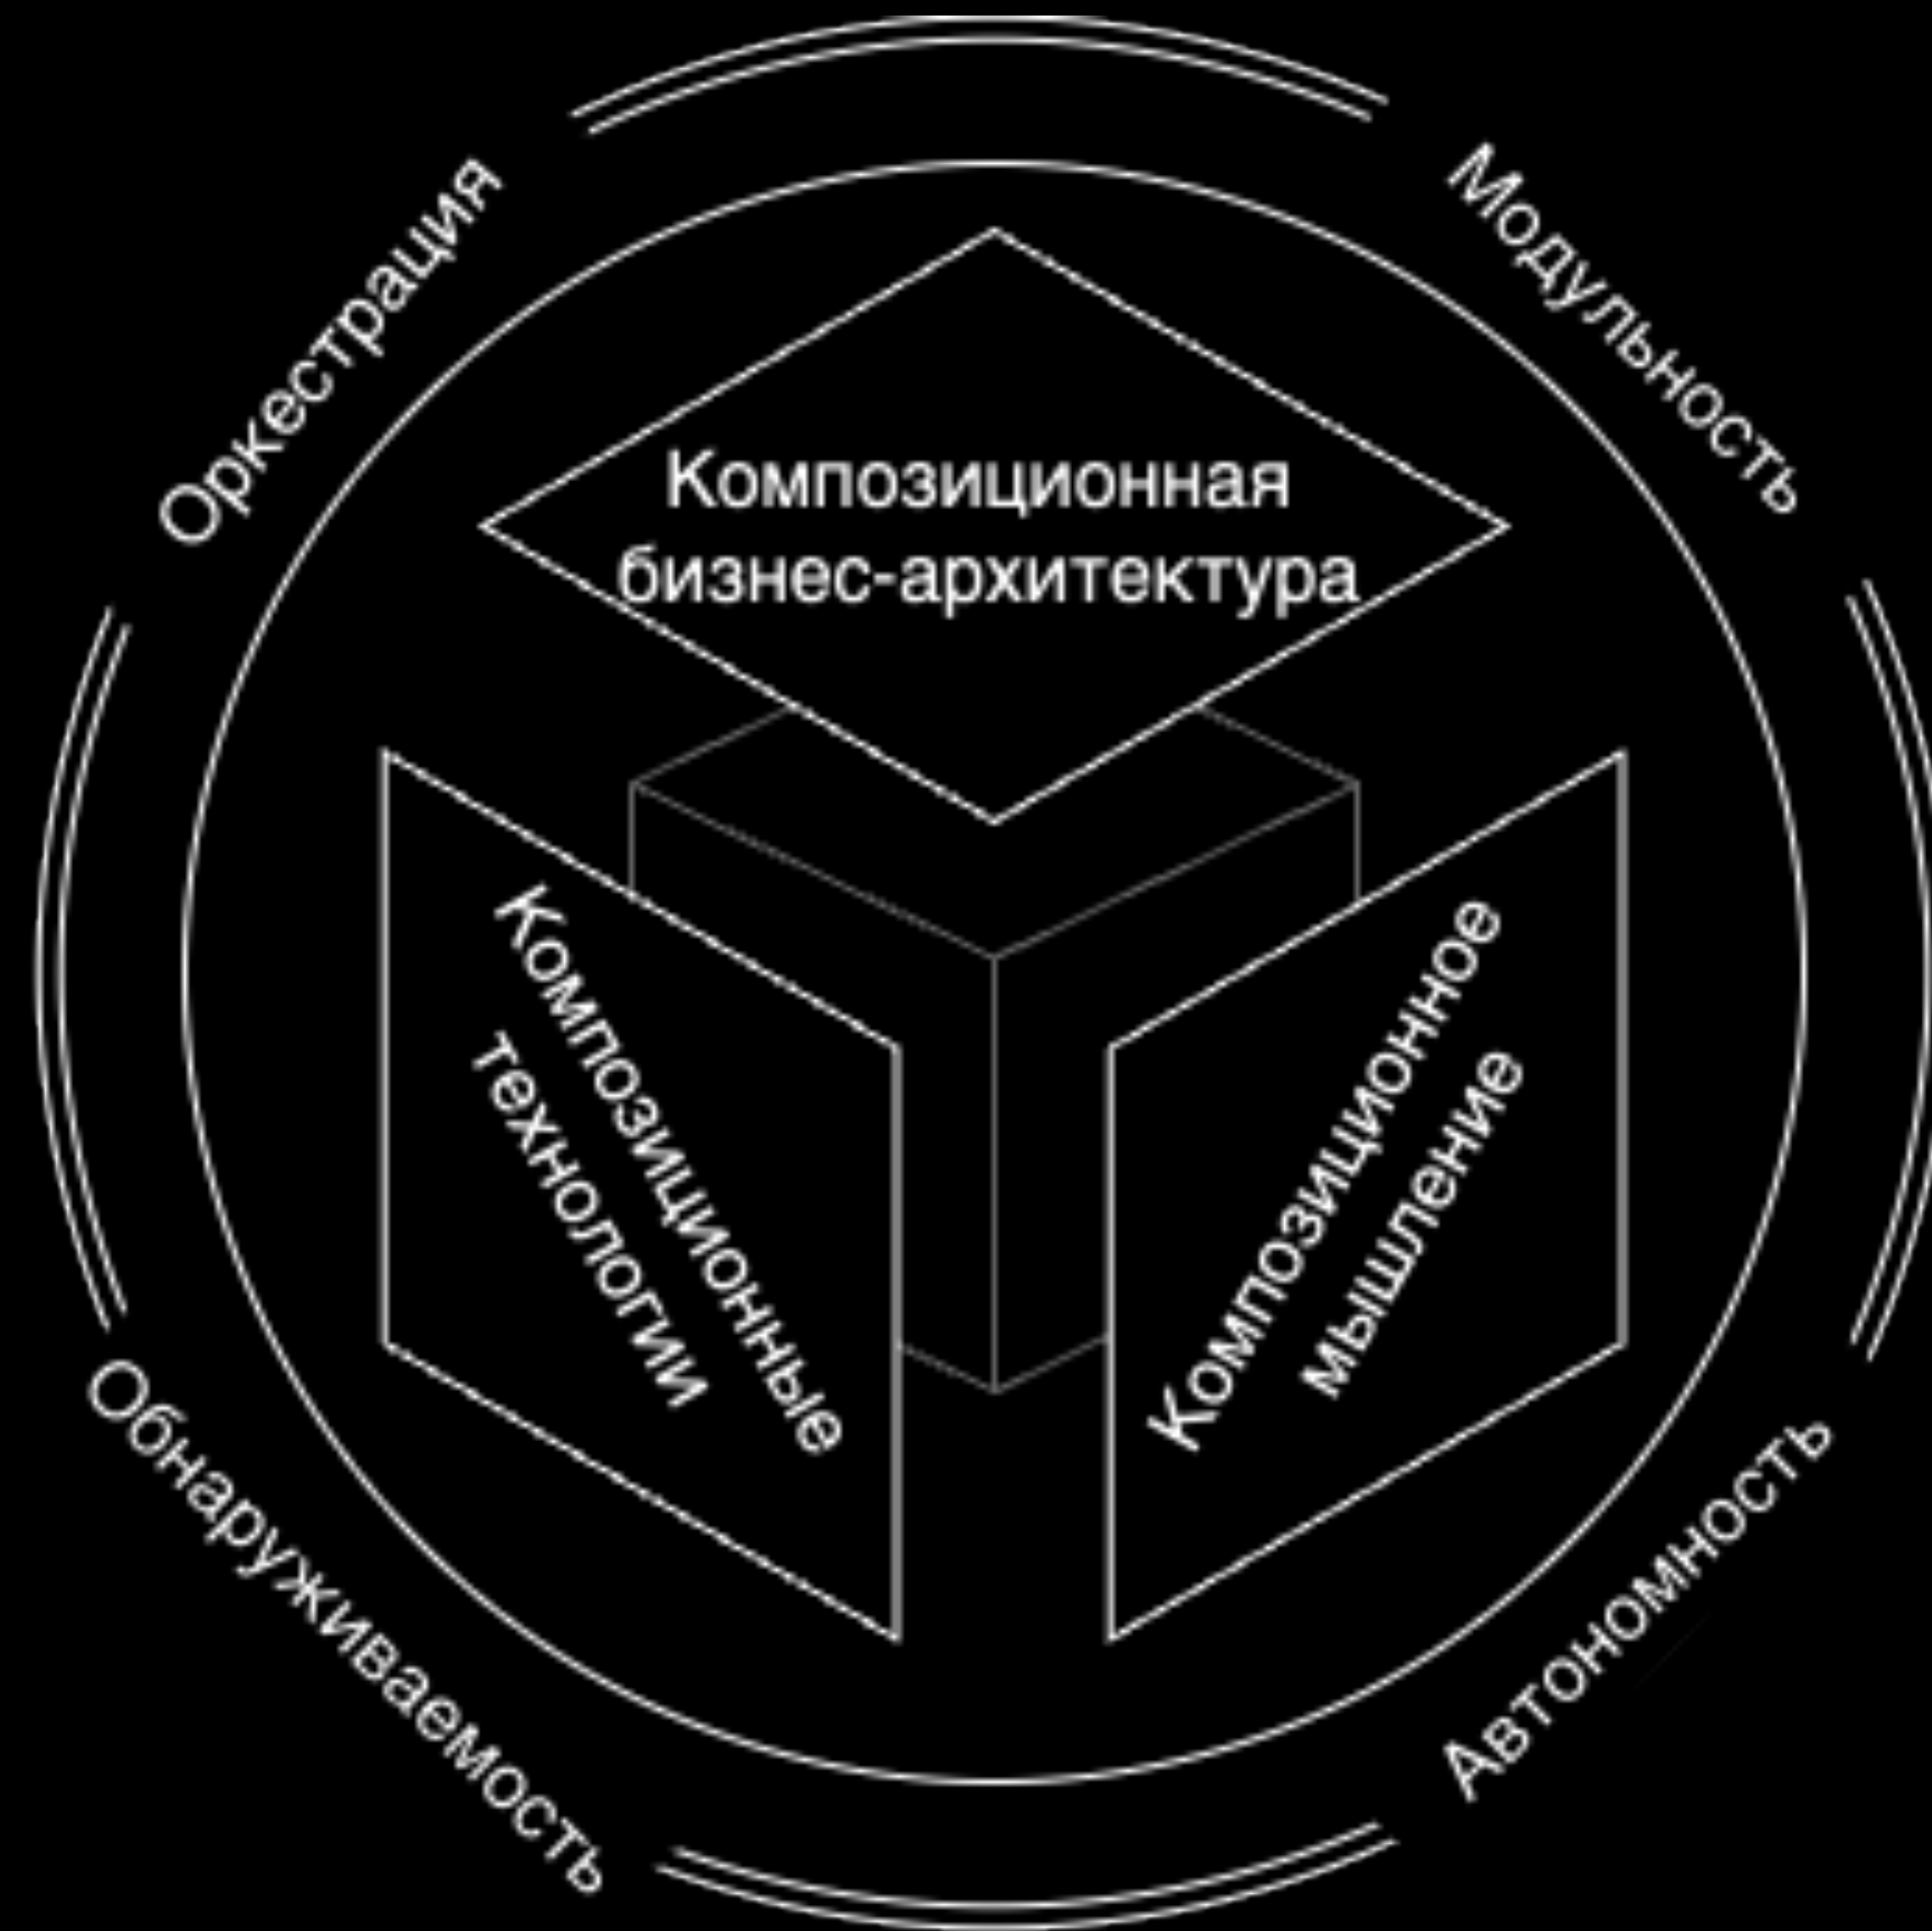 Оркестрация
Модульность
Композиционная
бизнес-архитектура
Композиционные
технологии
Композиционное
мышление
Обнаруживаемость
Автономность